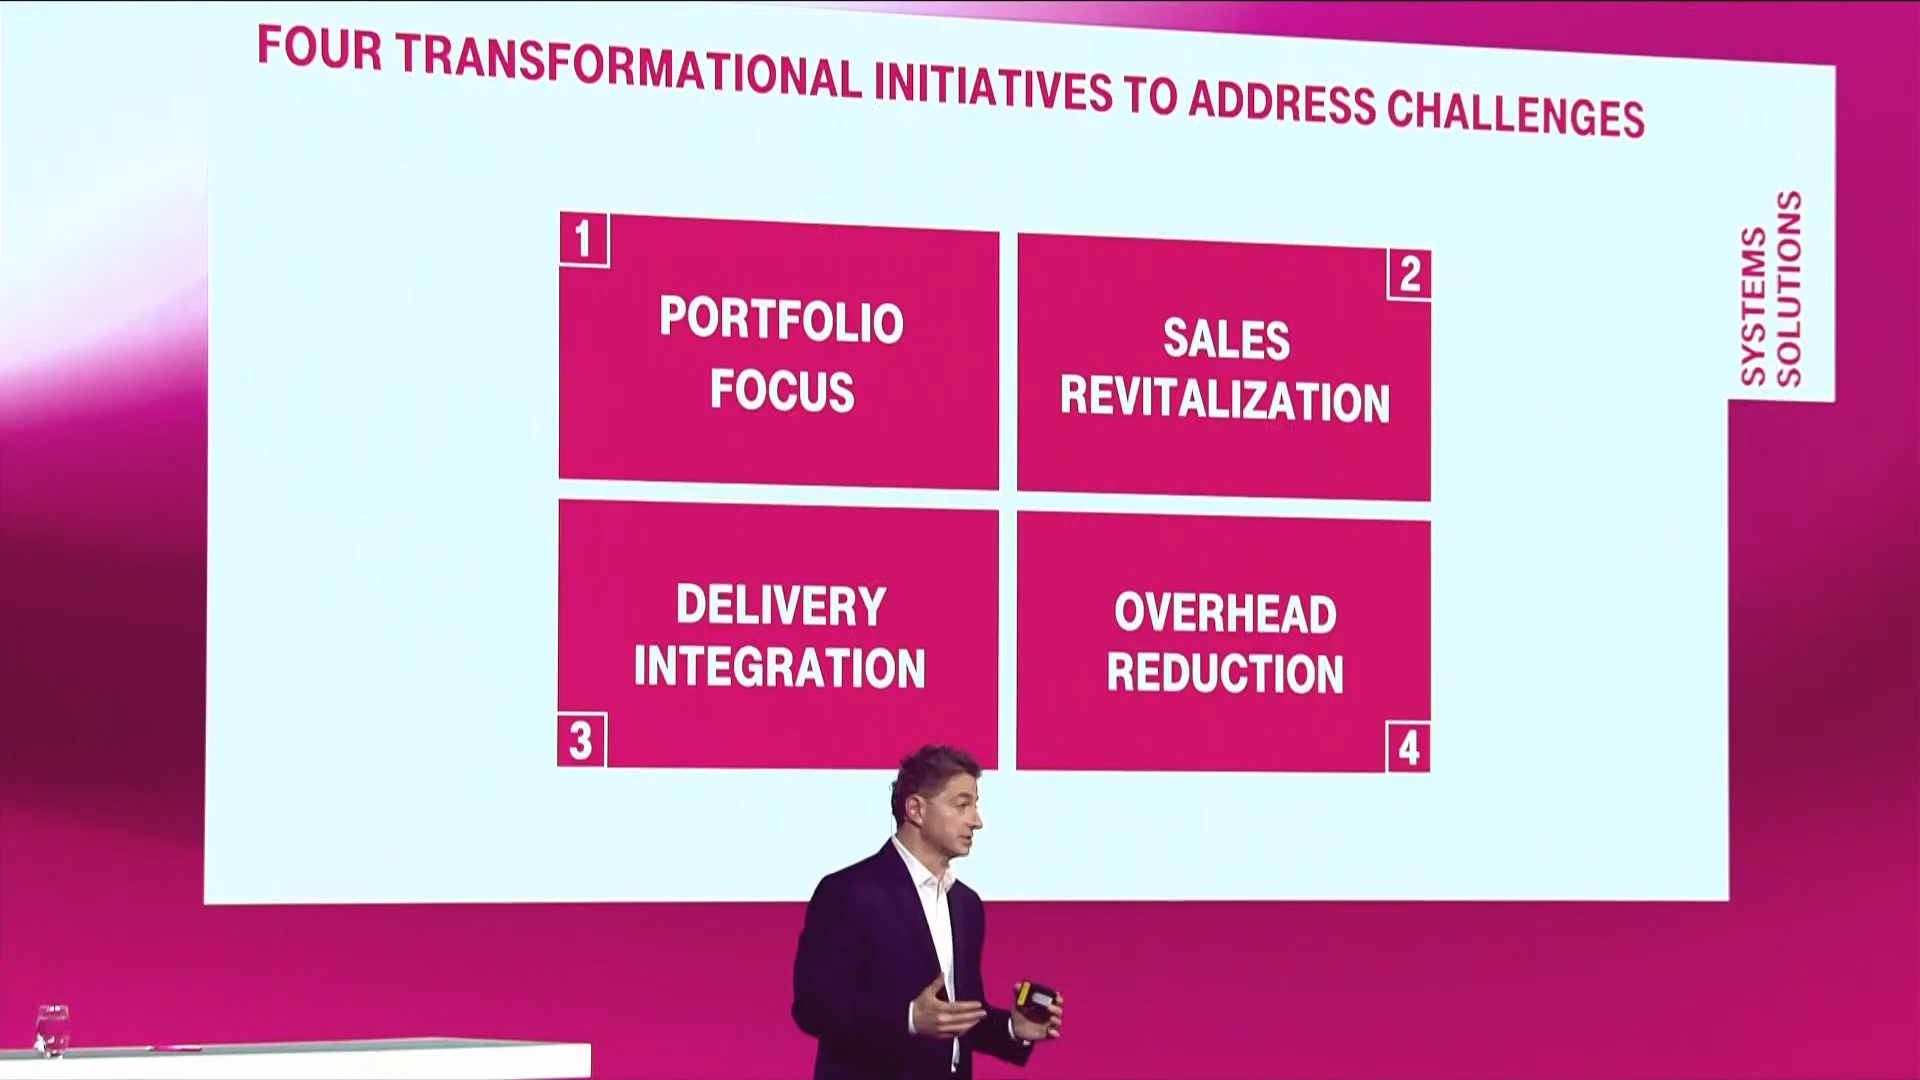 FOUR TRANSFORMATIONAL INITIATIVES TO ADDRESS CHALLENGES
SYSTEMS
SOLUTIONS
1
PORTFOLIO
FOCUS
2
SALES
REVITALIZATION
DELIVERY
INTEGRATION
3
OVERHEAD
REDUCTION
4